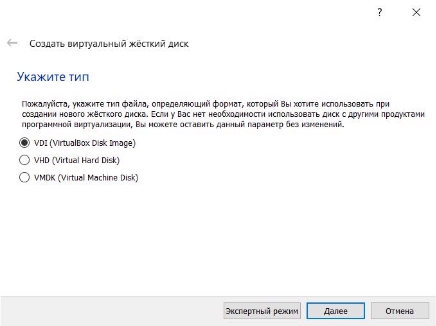 ?
Создать виртуальный жёсткий диск
Укажите тип
Пожалуйста, укажите тип файла, определяющий формат, который Вы хотите использовать при
создании нового жёсткого диска. Если у Вас нет необходимости использовать диск с другими продуктами
программной виртуализации, Вы можете оставить данный параметр без изменений.
VDI (VirtualBox Disk Image)
VHD (Virtual Hard Disk)
VMDK (Virtual Machine Disk)
Экспертный режим Далее Отмена